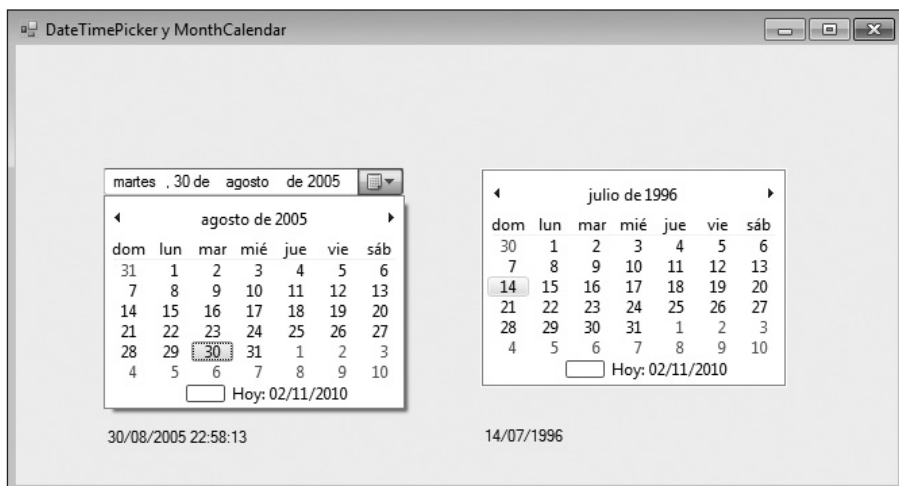 DateTimePicker y MonthCalendar
martes , 30 de agosto de 2005
agosto de 2005
dom lun mar mié jue vie sáb
31 1 2 3 4 5 6
7 8 9 10 11 12 13
14 15 16 17 18 19 20
21 22 23 24 25 26 27
28 29 30 31 1 2 3
4 5 6 7 8 9 10
Hoy: 02/11/2010
30/08/2005 22:58:13
julio de 1996
dom lun mar mié jue vie sáb
30 1 2 3 4 5 6
7 8 9 10 11 12 13
14 15 16 17 18 19 20
21 22 23 24 25 26 27
28 29 30 31 1 2 3
4 5 6 7 8 9 10
Hoy: 02/11/2010
14/07/1996